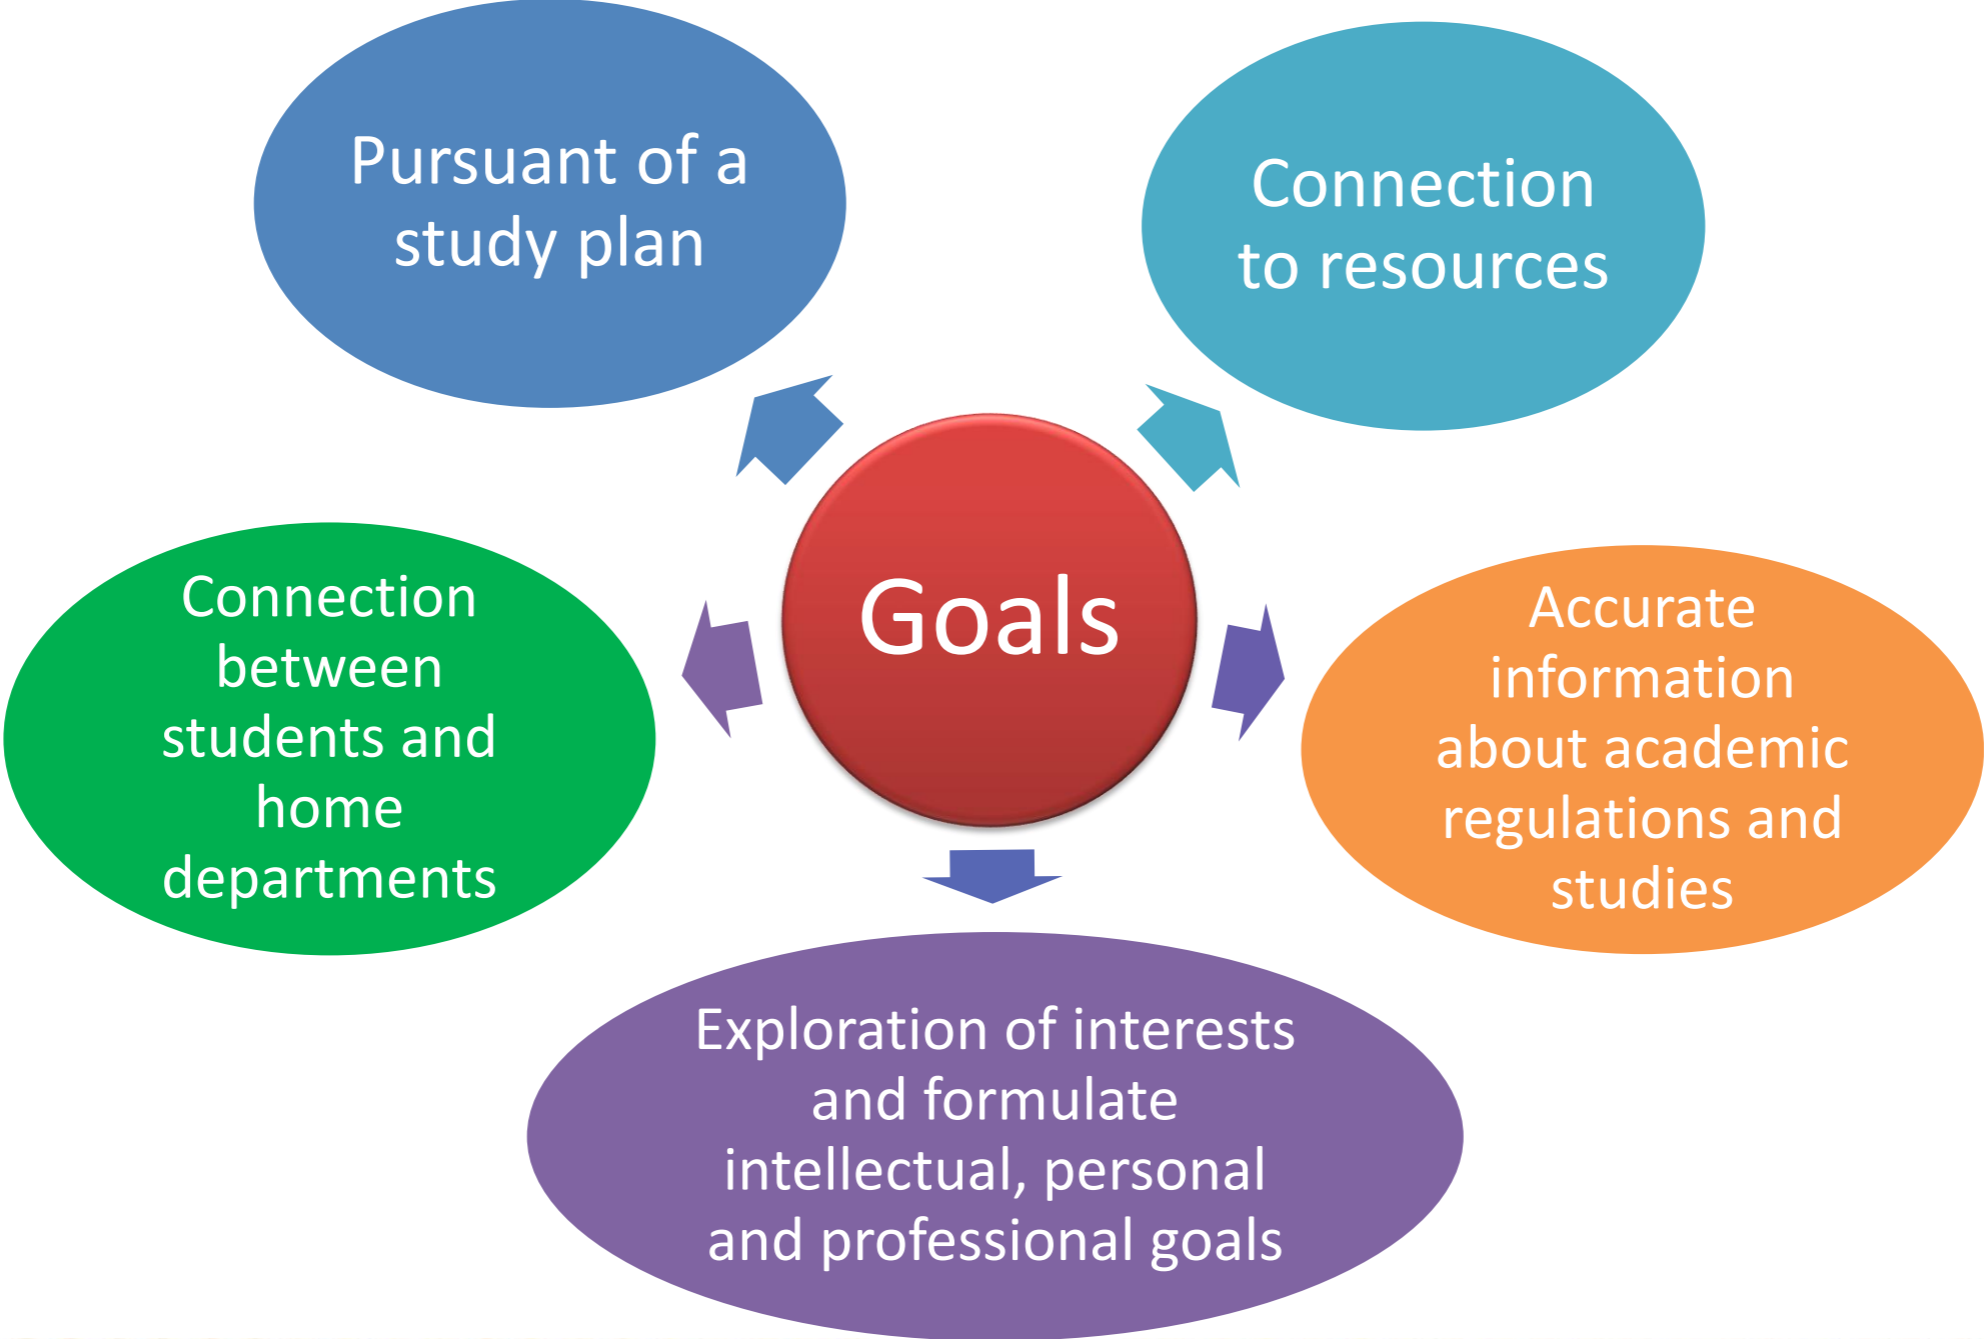 Pursuant of a
study plan
Connection
to resources
Goals
Connection
between
students and
home
departments
Accurate
information
about academic
regulations and
studies
Exploration of interests
and formulate
intellectual, personal
and professional goals